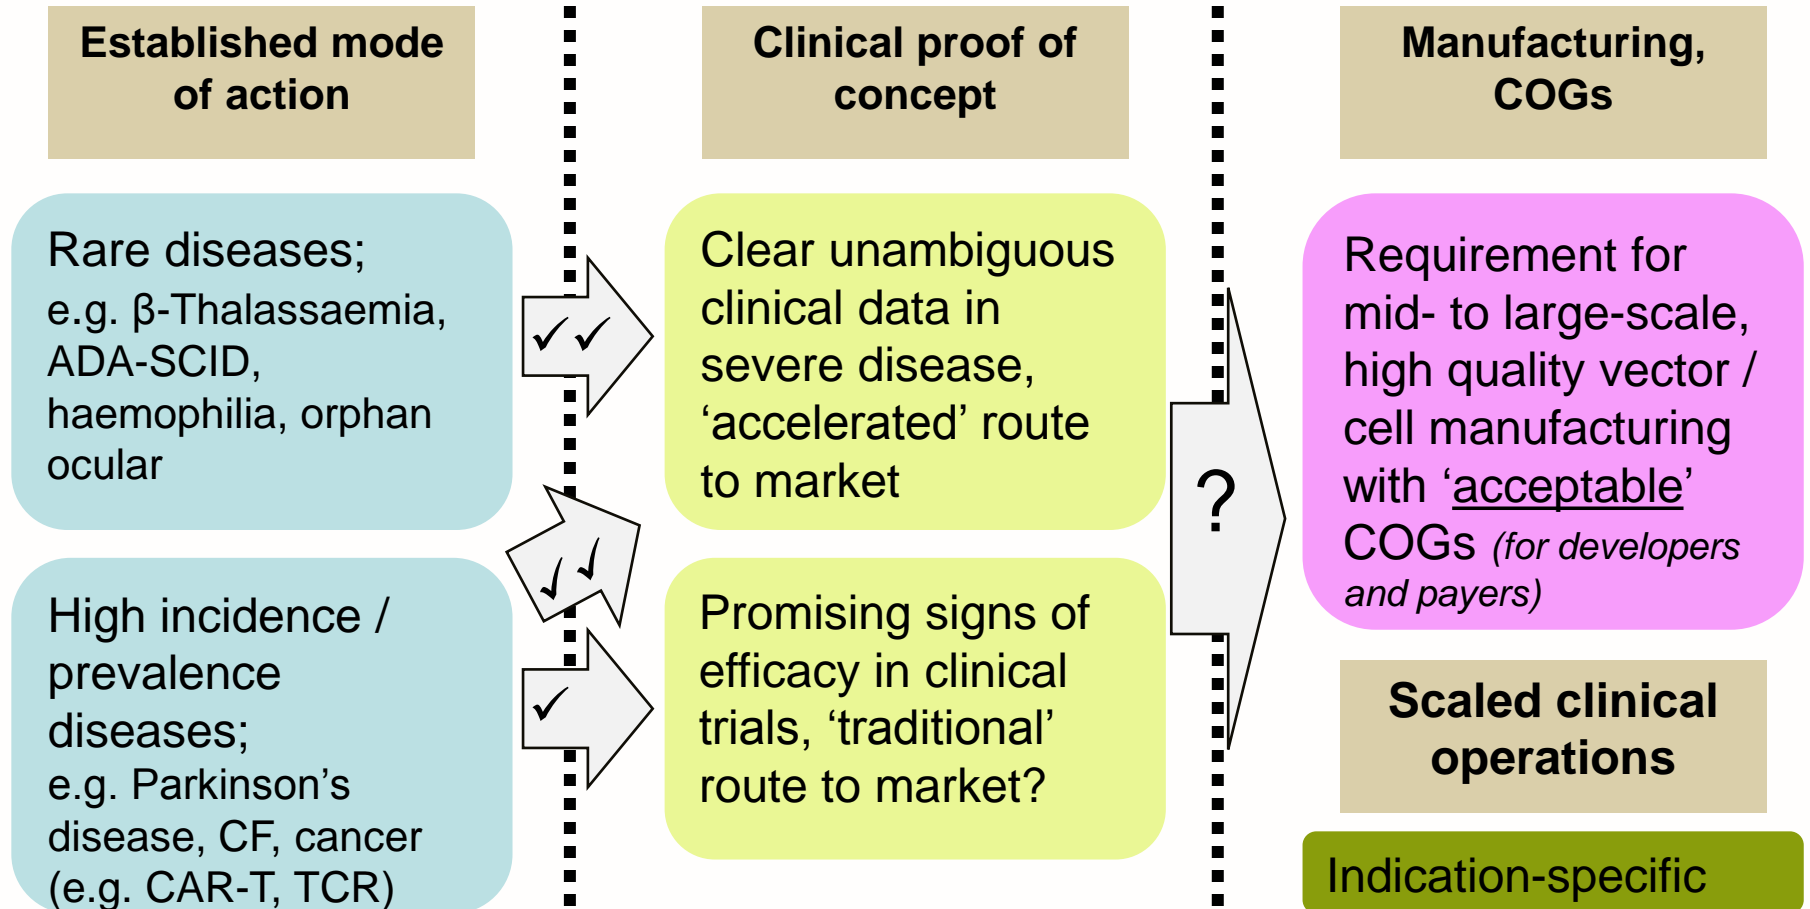 Established mode
of action
Clinical proof of
concept
Manufacturing,
COGs
Rare diseases;
e.g. β-Thalassaemia,
ADA-SCID,
haemophilia, orphan
ocular
✓✓
Clear unambiguous
clinical data in
severe disease,
‘accelerated’ route
to market
?
Requirement for
mid- to large-scale,
high quality vector /
cell manufacturing
with ‘acceptable’
COGs (for developers
and payers)
High incidence /
prevalence
diseases;
e.g. Parkinson’s
disease, CF, cancer
(e.g. CAR-T, TCR)
✓✓
✓
Promising signs of
efficacy in clinical
trials, ‘traditional’
route to market?
Scaled clinical
operations
Indication-specific